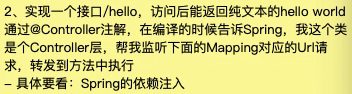 2、实现一个接口/hello，访问后能返回纯文本的hello world
通过@Controller注解，在编译的时候告诉Spring，我这个类
是个Controller层，帮我监听下面的Mapping对应的Url请
求，转发到方法中执行
- 具体要看：Spring的依赖注入